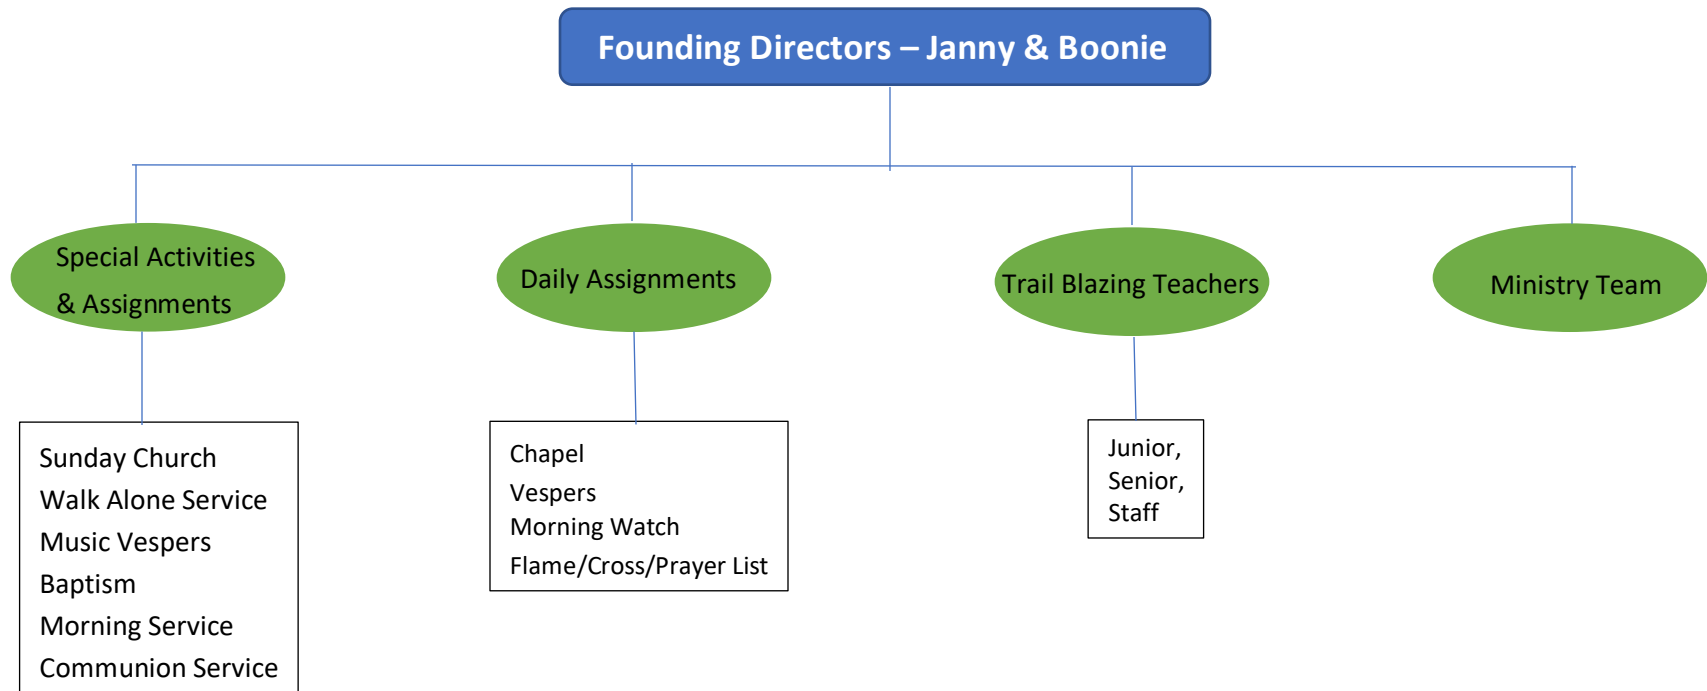 Founding Directors – Janny & Boonie
Special Activities
& Assignments
Daily Assignments
Trail Blazing Teachers
Ministry Team
Sunday Church
Walk Alone Service
Music Vespers
Baptism
Morning Service
Communion Service
Chapel
Vespers
Morning Watch
Flame/Cross/Prayer List
Junior,
Senior,
Staff